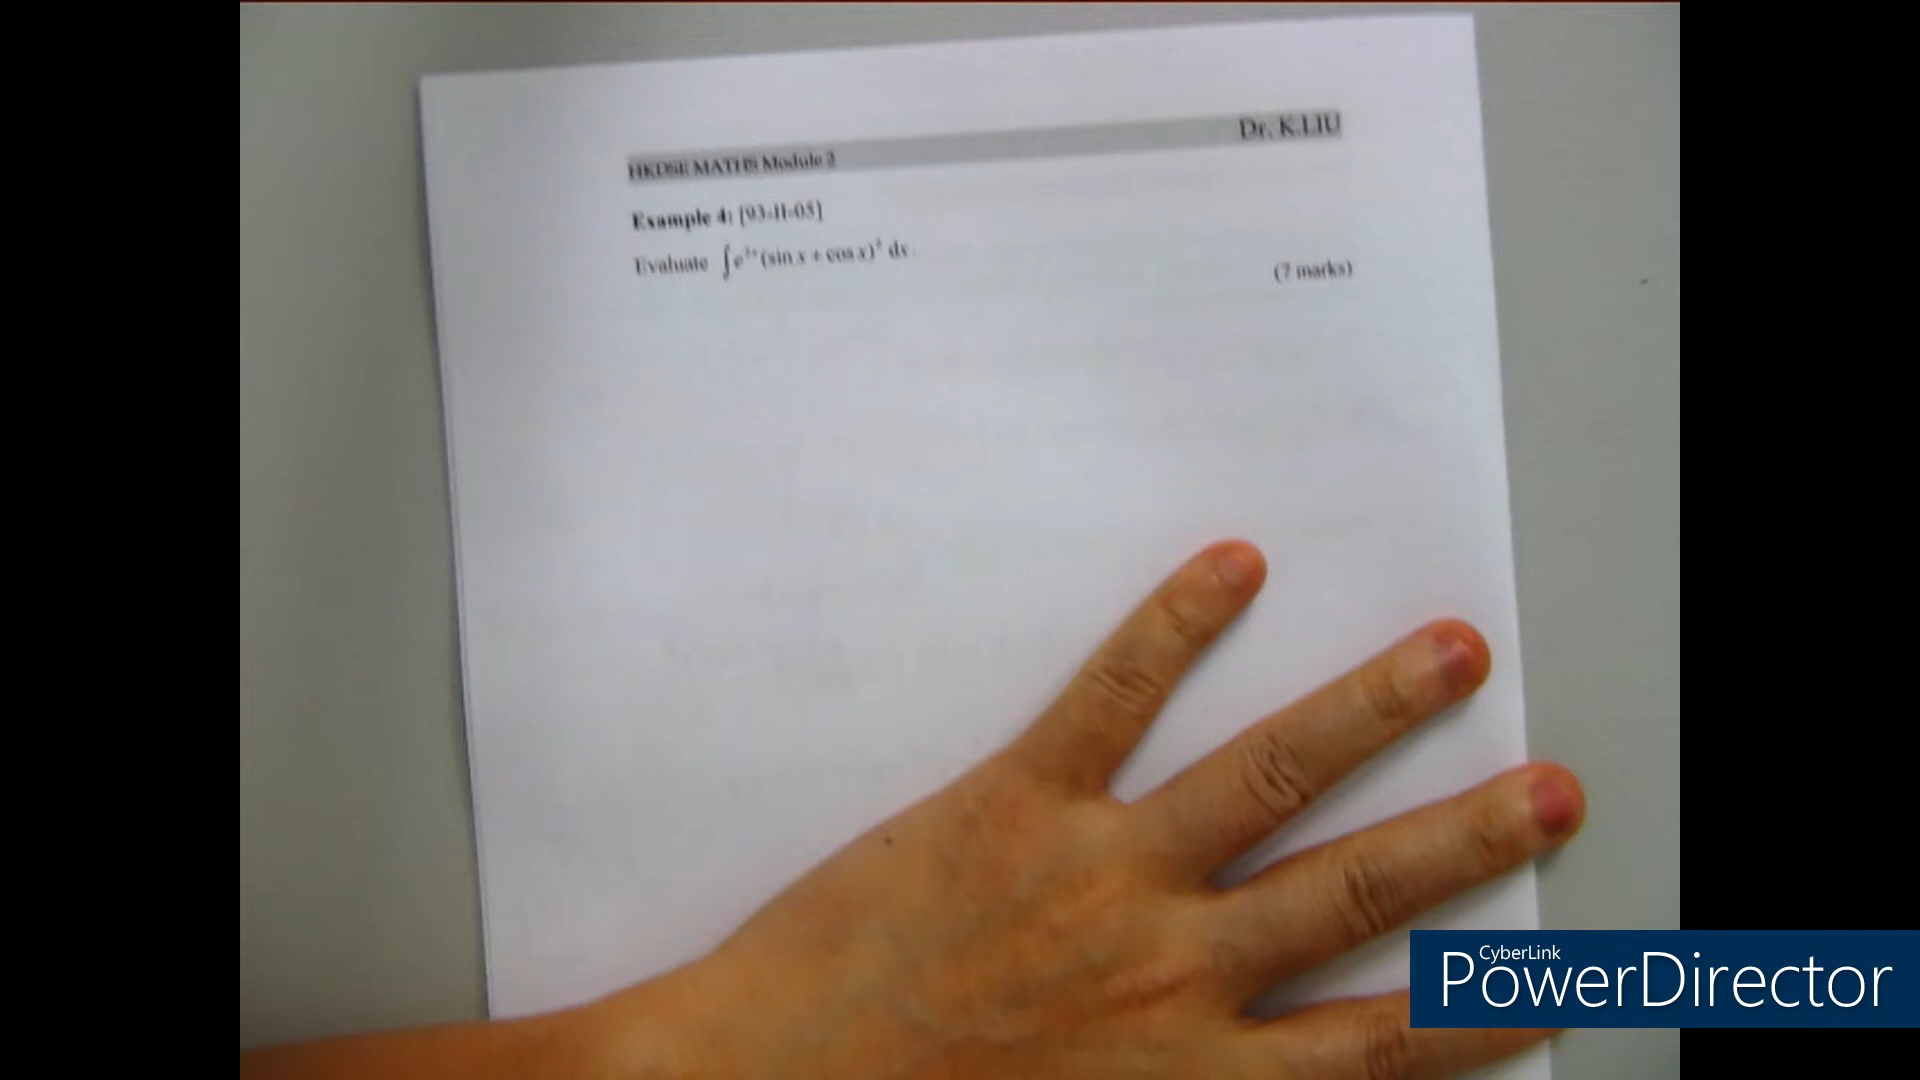 Dr. K.LIU
HKDSE MATHS Module 2
Example 4: [93-II-05]
Evaluate ∫e²ˣ(sin x + cos x)² dx.
(7 marks)
CyberLink
PowerDirector